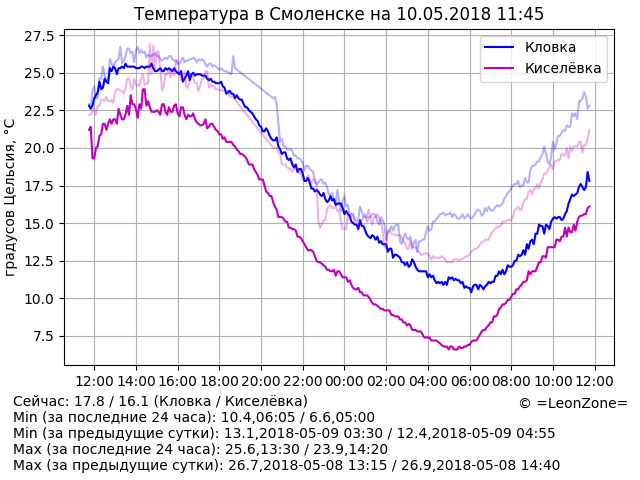 Температура в Смоленске на 10.05.2018 11:45
27.5
25.0
22.5
20.0
17.5
15.0
12.5
10.0
7.5
градусов Цельсия, °C
Кловка
Киселёвка
12:00 14:00 16:00 18:00 20:00 22:00 00:00 02:00 04:00 06:00 08:00 10:00 12:00
Сейчас: 17.8 / 16.1 (Кловка / Киселёвка)
© =LeonZone=
Min (за последние 24 часа): 10.4,06:05 / 6.6,05:00
Min (за предыдущие сутки): 13.1,2018-05-09 03:30 / 12.4,2018-05-09 04:55
Max (за последние 24 часа): 25.6,13:30 / 23.9,14:20
Max (за предыдущие сутки): 26.7,2018-05-08 13:15 / 26.9,2018-05-08 14:40